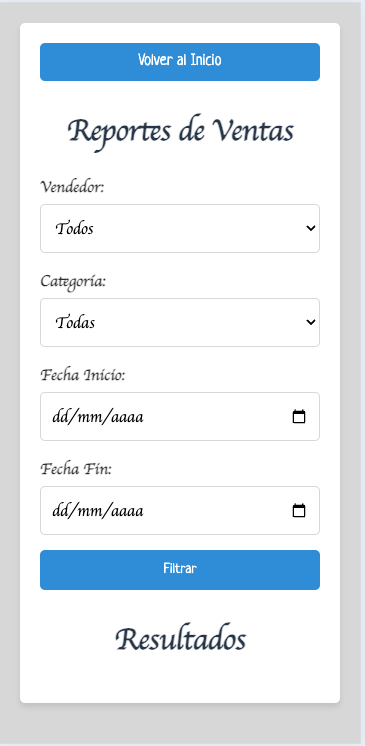 Volver al Inicio
Reportes de Ventas
Vendedor:
Todos
Categoría:
Todas
Fecha Inicio:
dd/mm/aaaa
Fecha Fin:
dd/mm/aaaa
Filtrar
Resultados